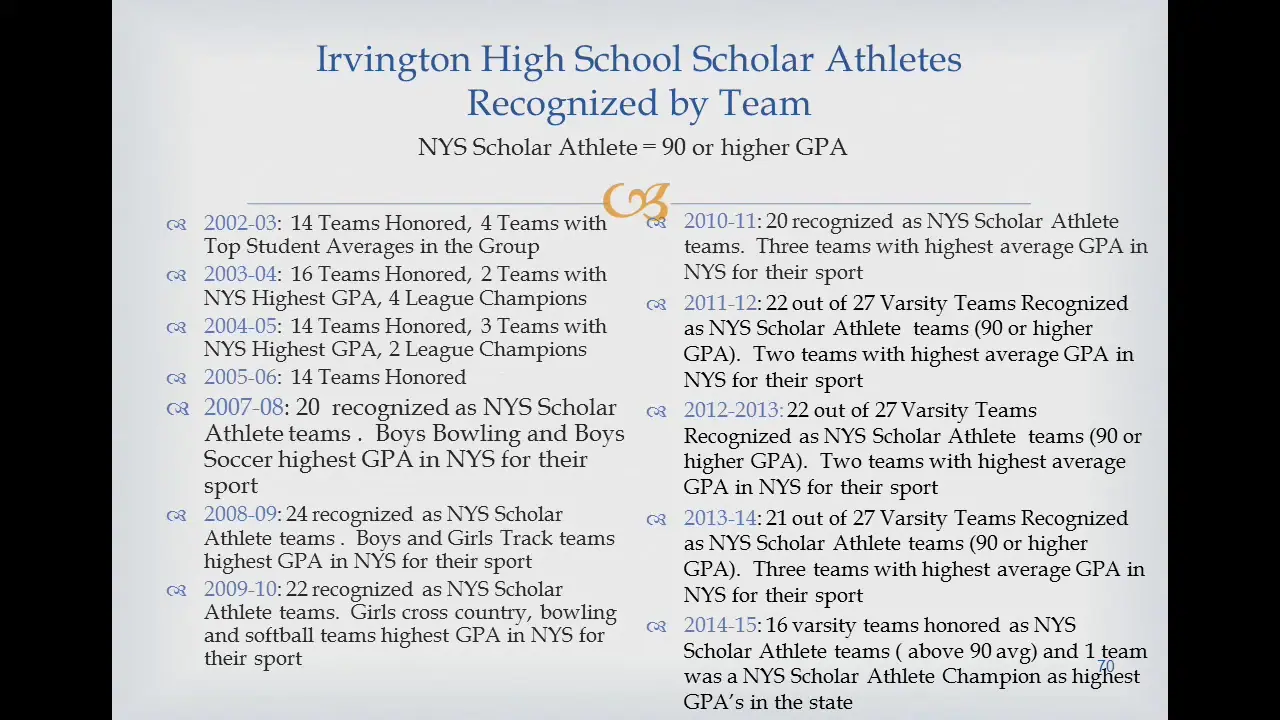 Irvington High School Scholar Athletes
Recognized by Team
NYS Scholar Athlete = 90 or higher GPA
2002-03: 14 Teams Honored, 4 Teams with
Top Student Averages in the Group
2003-04: 16 Teams Honored, 2 Teams with
NYS Highest GPA, 4 League Champions
2004-05: 14 Teams Honored, 3 Teams with
NYS Highest GPA, 2 League Champions
2005-06: 14 Teams Honored
2007-08: 20 recognized as NYS Scholar
Athlete teams . Boys Bowling and Boys
Soccer highest GPA in NYS for their
sport
2008-09: 24 recognized as NYS Scholar
Athlete teams . Boys and Girls Track teams
highest GPA in NYS for their sport
2009-10: 22 recognized as NYS Scholar
Athlete teams. Girls cross country, bowling
and softball teams highest GPA in NYS for
their sport
2010-11: 20 recognized as NYS Scholar Athlete
teams. Three teams with highest average GPA in
NYS for their sport
2011-12: 22 out of 27 Varsity Teams Recognized
as NYS Scholar Athlete teams (90 or higher
GPA). Two teams with highest average GPA in
NYS for their sport
2012-2013: 22 out of 27 Varsity Teams
Recognized as NYS Scholar Athlete teams (90 or
higher GPA). Two teams with highest average
GPA in NYS for their sport
2013-14: 21 out of 27 Varsity Teams Recognized
as NYS Scholar Athlete teams (90 or higher
GPA). Three teams with highest average GPA in
NYS for their sport
2014-15: 16 varsity teams honored as NYS
Scholar Athlete teams ( above 90 avg) and 1 team
was a NYS Scholar Athlete Champion as highest
GPA's in the state
70